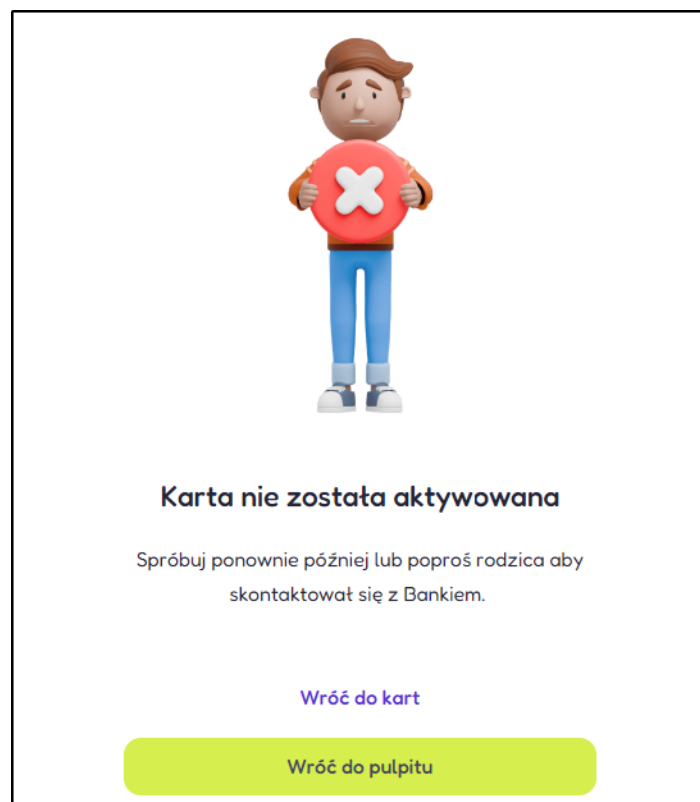 Karta nie została aktywowana
Spróbuj ponownie później lub poproś rodzica aby
skontaktował się z Bankiem.
Wróć do kart
Wróć do pulpitu